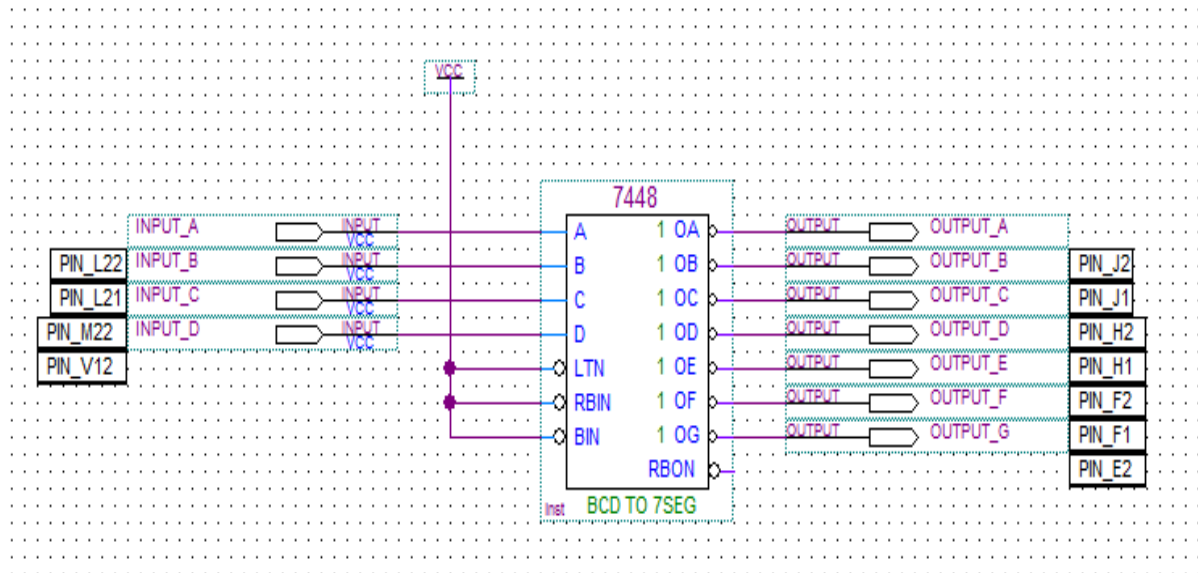 VCC
7448
INPUT_A INPUT VCC A 1 OA OUTPUT OUTPUT_A
PIN_L22 INPUT_B INPUT VCC B 1 OB OUTPUT OUTPUT_B PIN_J2
PIN_L21 INPUT_C INPUT VCC C 1 OC OUTPUT OUTPUT_C PIN_J1
PIN_M22 INPUT_D INPUT VCC D 1 OD OUTPUT OUTPUT_D PIN_H2
PIN_V12 LTN 1 OE OUTPUT OUTPUT_E PIN_H1
RBIN 1 OF OUTPUT OUTPUT_F PIN_F2
BIN 1 OG OUTPUT OUTPUT_G PIN_F1
RBON PIN_E2
inst BCD TO 7SEG